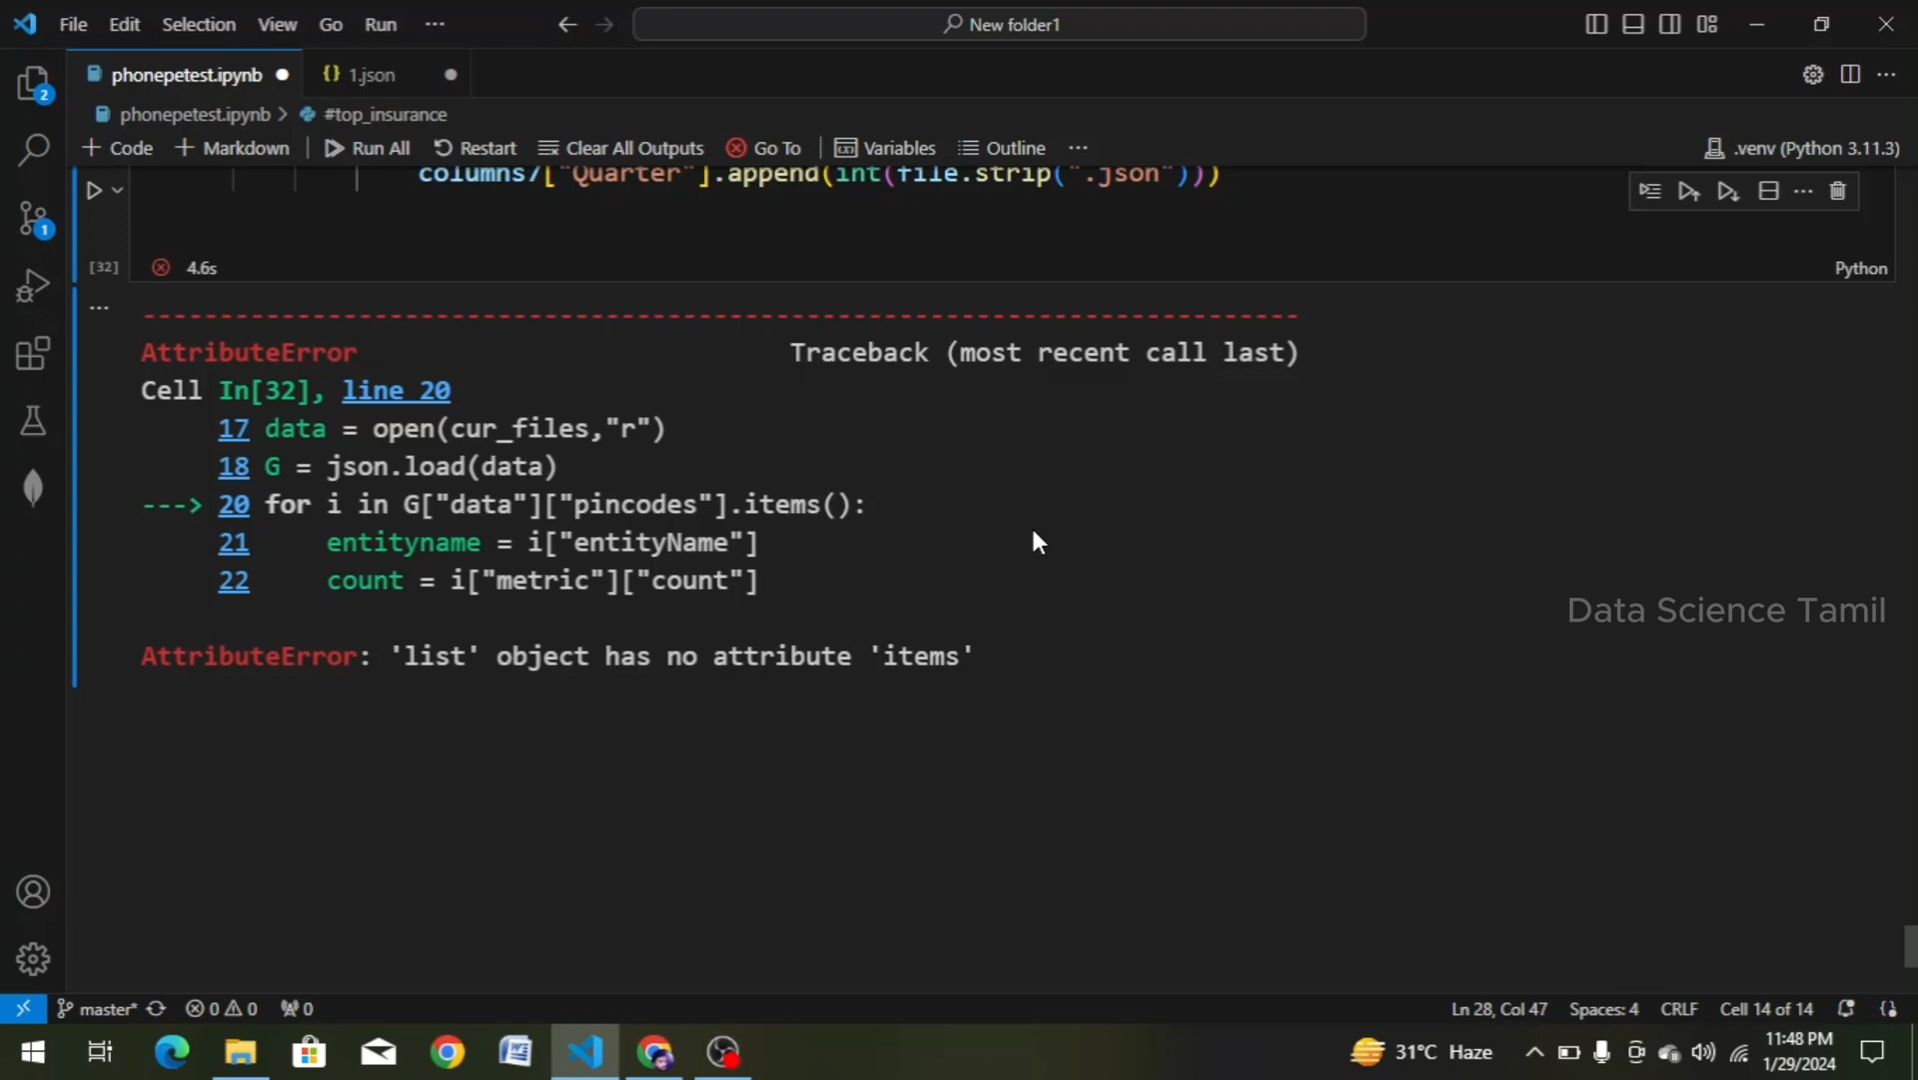 File Edit Selection View Go Run ··· New folder1
phonepetest.ipynb 1.json
phonepetest.ipynb > #top_insurance
+ Code + Markdown Run All Restart Clear All Outputs Go To Variables Outline ··· .venv (Python 3.11.3)
columns7["Quarter"].append(int(file.strip(".json")))
[32] 4.6s Python
---------------------------------------------------------------------------
AttributeError Traceback (most recent call last)
Cell In[32], line 20
17 data = open(cur_files,"r")
18 G = json.load(data)
---> 20 for i in G["data"]["pincodes"].items():
21 entityname = i["entityName"]
22 count = i["metric"]["count"]
Data Science Tamil
AttributeError: 'list' object has no attribute 'items'
master* 0 0 0 Ln 28, Col 47 Spaces: 4 CRLF Cell 14 of 14
31°C Haze 11:48 PM
1/29/2024
2
1